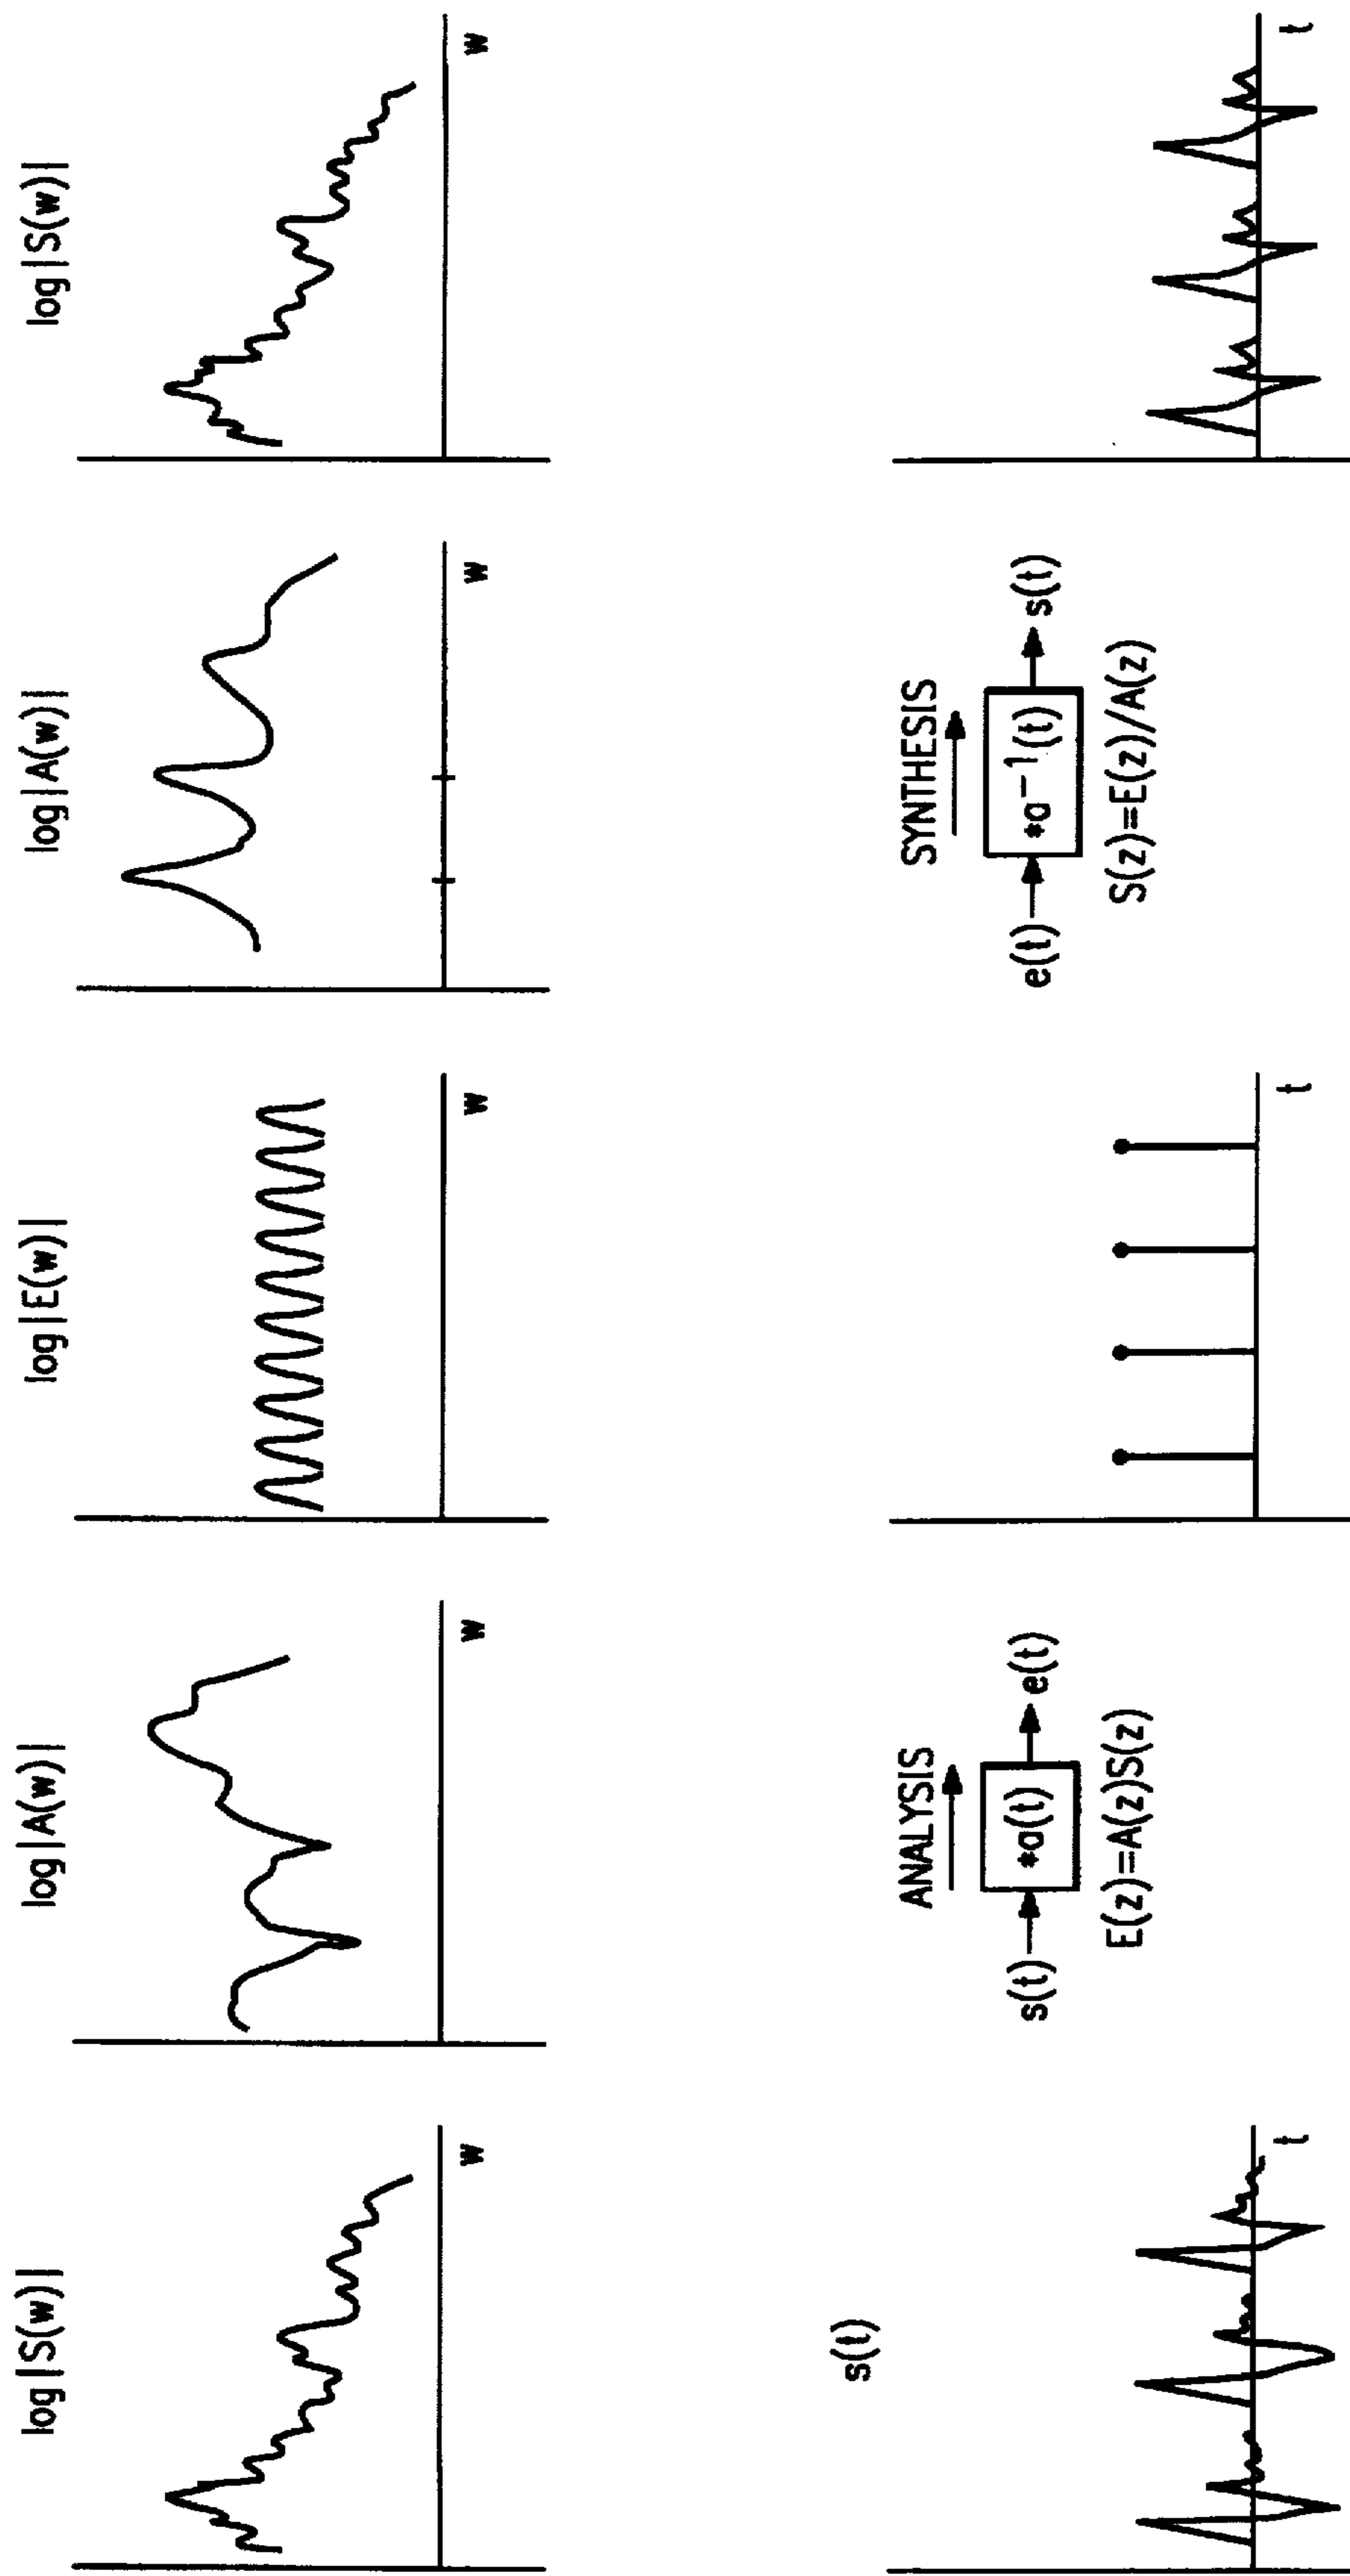 log|S(w)|
w
log|A(w)|
w
log|E(w)|
w
log|A(w)|
w
log|S(w)|
w
s(t)
t
ANALYSIS
s(t)
*a(t)
e(t)
E(z)=A(z)S(z)
t
SYNTHESIS
e(t)
*a⁻¹(t)
s(t)
S(z)=E(z)/A(z)
t